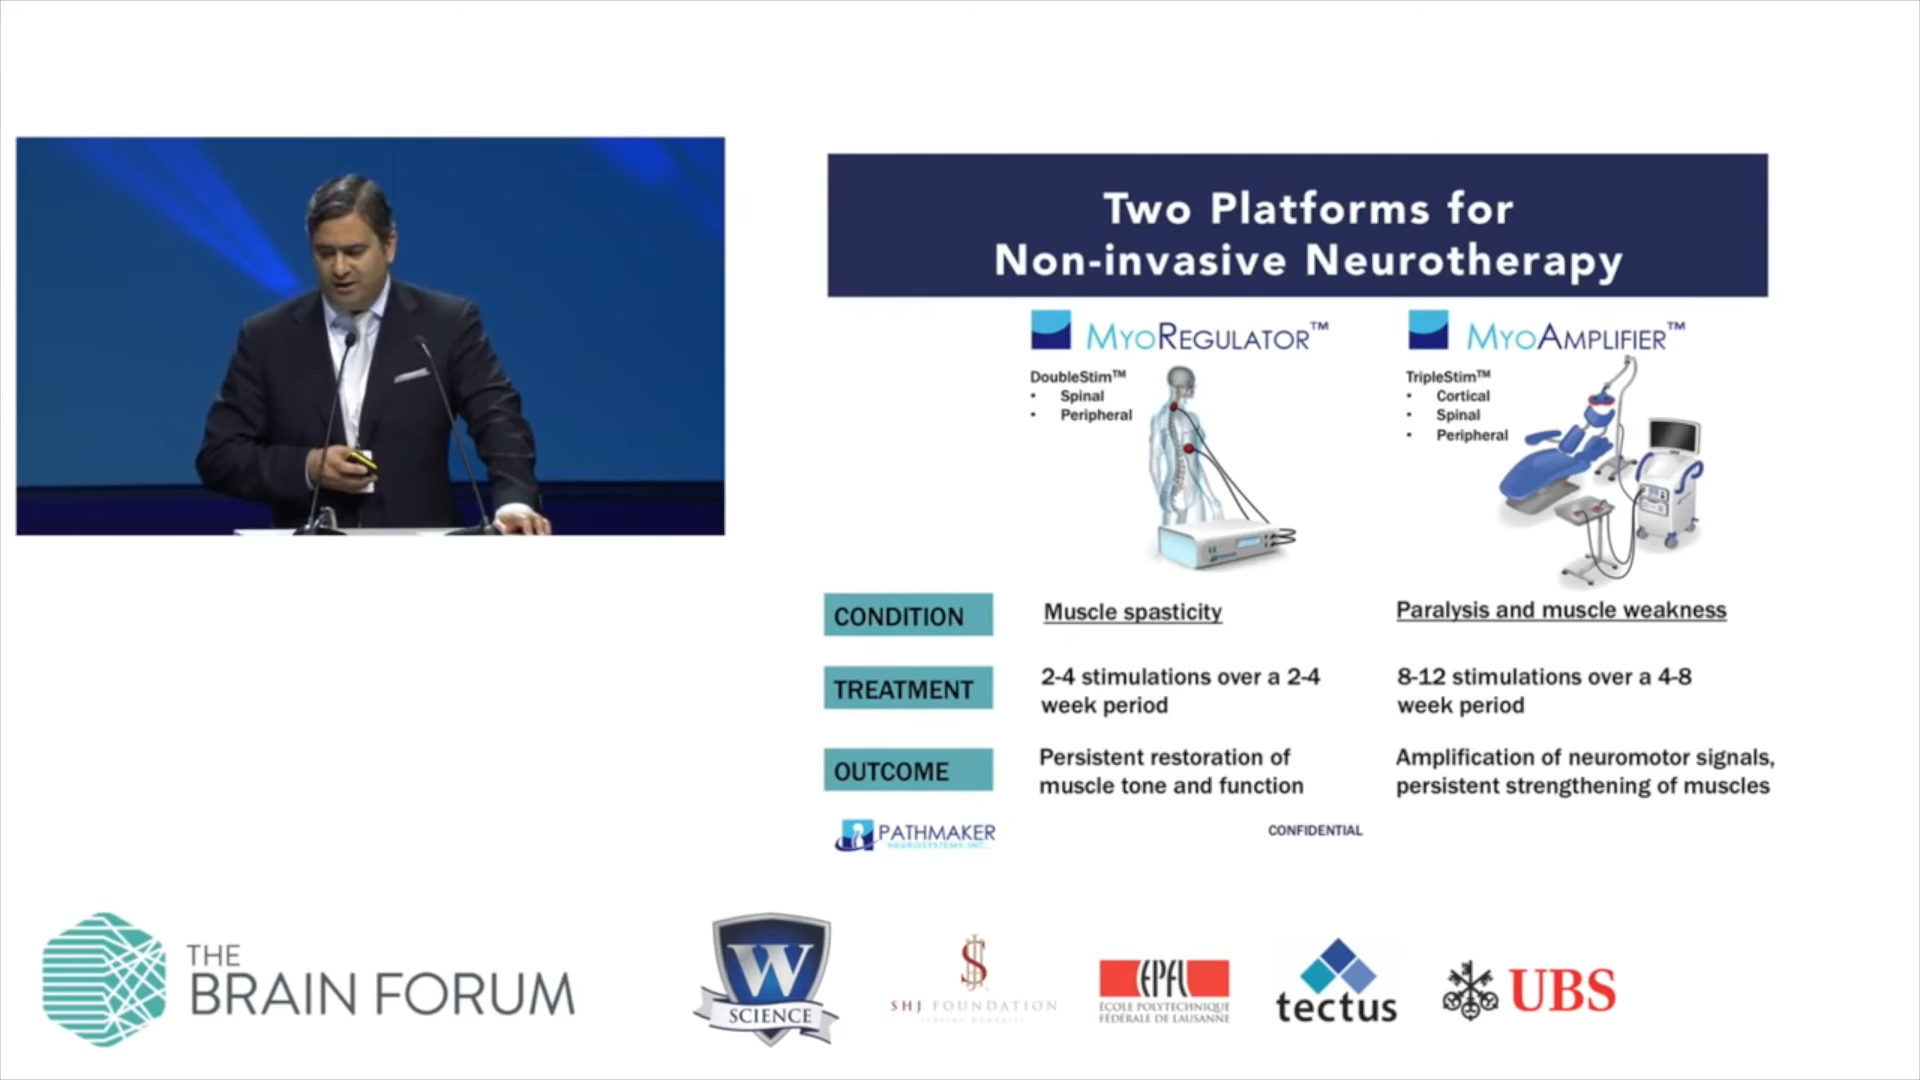 Two Platforms for
Non-invasive Neurotherapy
MYOREGULATOR™
DoubleStim™
• Spinal
• Peripheral
MYOAMPLIFIER™
TripleStim™
• Cortical
• Spinal
• Peripheral
CONDITION
Muscle spasticity
Paralysis and muscle weakness
TREATMENT
2-4 stimulations over a 2-4
week period
8-12 stimulations over a 4-8
week period
OUTCOME
Persistent restoration of
muscle tone and function
Amplification of neuromotor signals,
persistent strengthening of muscles
PATHMAKER
NEUROSYSTEMS INC.
CONFIDENTIAL
THE
BRAIN FORUM
W
SCIENCE
SHJ FOUNDATION
EPFL
ÉCOLE POLYTECHNIQUE
FÉDÉRALE DE LAUSANNE
tectus
UBS